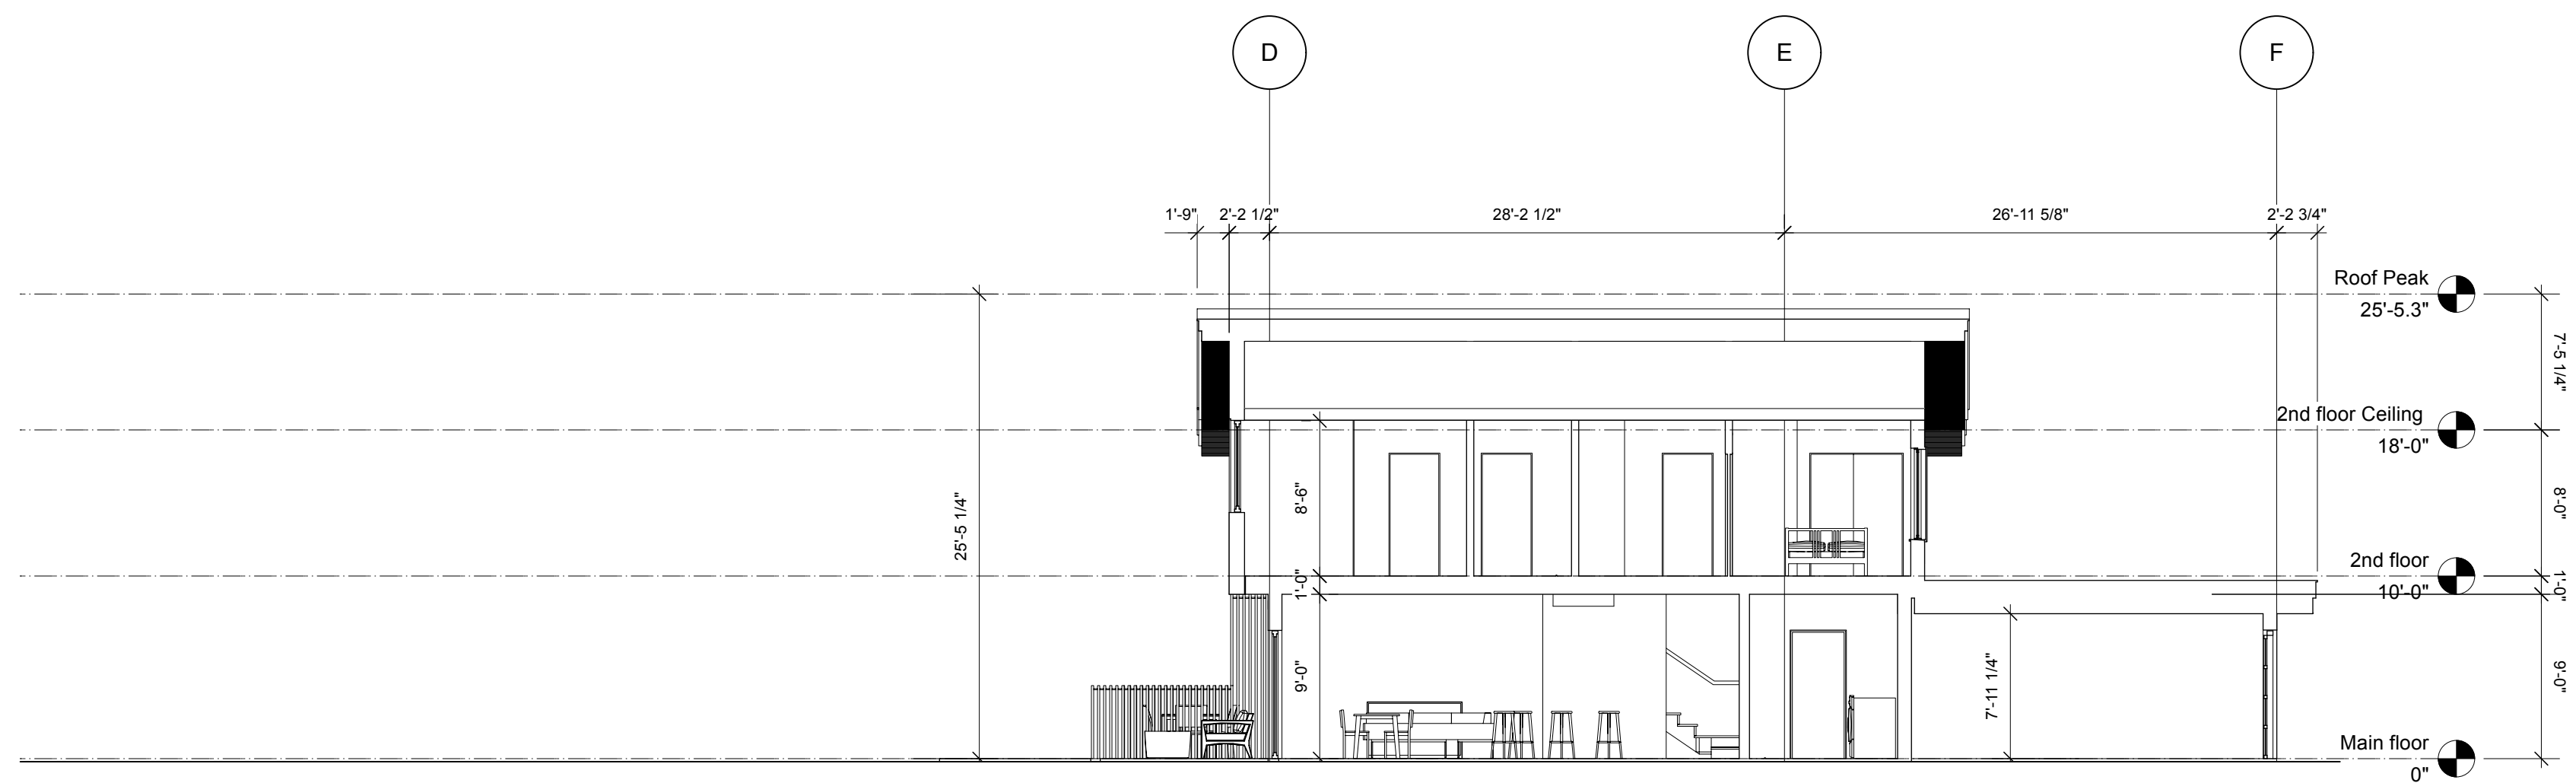 D
E
F
1'-9"
2'-2 1/2"
28'-2 1/2"
26'-11 5/8"
2'-2 3/4"
Roof Peak
25'-5.3"
7'-5 1/4"
2nd floor Ceiling
18'-0"
25'-5 1/4"
8'-6"
8'-0"
2nd floor
10'-0"
1'-0"
1'-0"
9'-0"
7'-11 1/4"
9'-0"
Main floor
0"